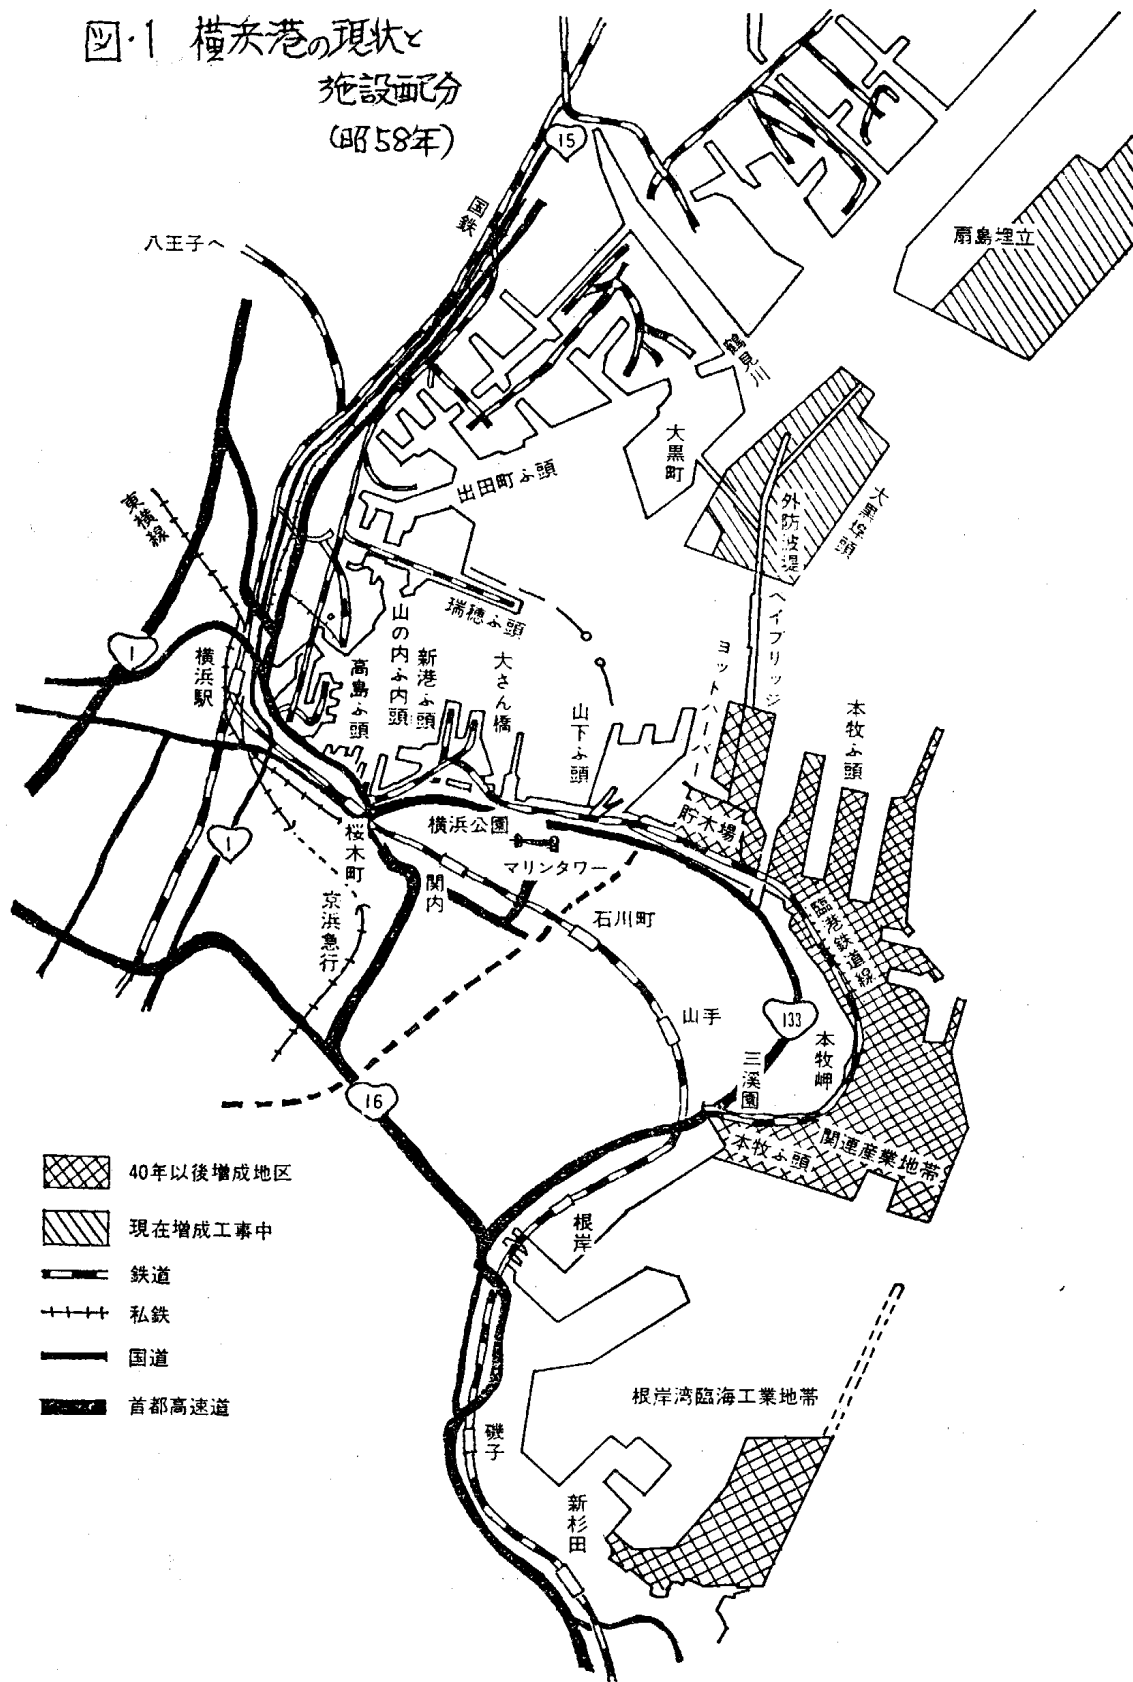 図・1 横浜港の現状と
施設配分
(昭58年)
15
国鉄
八王子へ
扇島埋立
鶴見川
大黒町
出田町ふ頭
外防波堤
大黒埠頭
東横線
瑞穂ふ頭
ベイブリッジ
1
横浜駅
高島ふ頭
山の内ふ内頭
新港ふ頭
大さん橋
山下ふ頭
ヨットハーバー
本牧ふ頭
貯木場
横浜公園
マリンタワー
1
桜木町
関内
京浜急行
石川町
臨港鉄道線
山手
133
本牧岬
三渓園
16
本牧ふ頭
関連産業地帯
40年以後増成地区
現在増成工事中
鉄道
私鉄
国道
首都高速道
根岸
根岸湾臨海工業地帯
磯子
新杉田